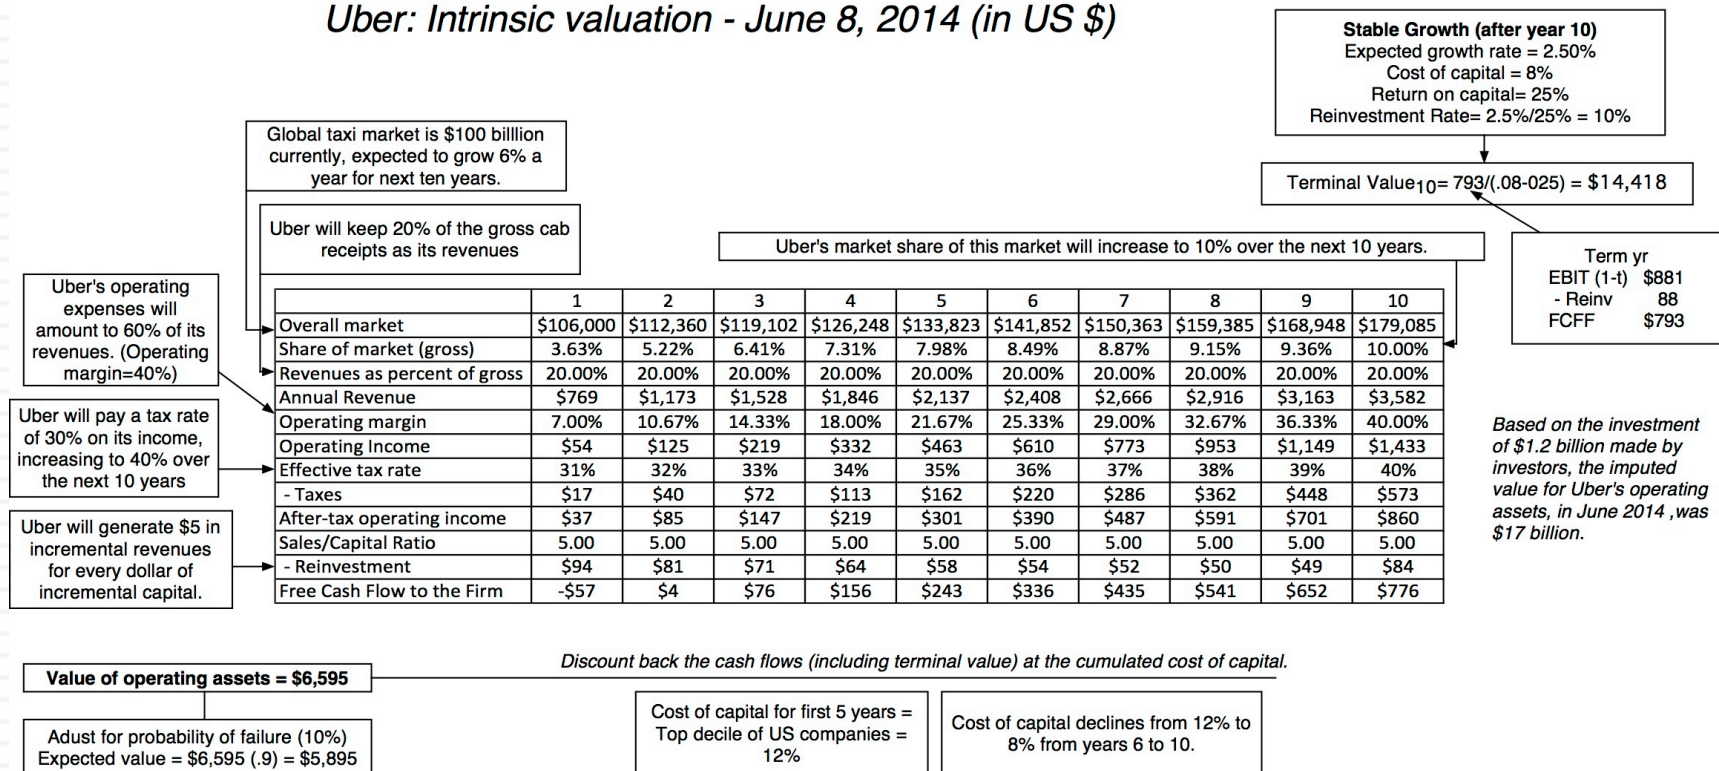 Uber: Intrinsic valuation - June 8, 2014 (in US $)
Stable Growth (after year 10)
Expected growth rate = 2.50%
Cost of capital = 8%
Return on capital= 25%
Reinvestment Rate= 2.5%/25% = 10%
Global taxi market is $100 billlion
currently, expected to grow 6% a
year for next ten years.
Terminal Value10= 793/(.08-025) = $14,418
Uber will keep 20% of the gross cab
receipts as its revenues
Uber's market share of this market will increase to 10% over the next 10 years.
Term yr
EBIT (1-t) $881
- Reinv 88
FCFF $793
Uber's operating
expenses will
amount to 60% of its
revenues. (Operating
margin=40%)
Uber will pay a tax rate
of 30% on its income,
increasing to 40% over
the next 10 years
Uber will generate $5 in
incremental revenues
for every dollar of
incremental capital.
1 2 3 4 5 6 7 8 9 10
Overall market $106,000 $112,360 $119,102 $126,248 $133,823 $141,852 $150,363 $159,385 $168,948 $179,085
Share of market (gross) 3.63% 5.22% 6.41% 7.31% 7.98% 8.49% 8.87% 9.15% 9.36% 10.00%
Revenues as percent of gross 20.00% 20.00% 20.00% 20.00% 20.00% 20.00% 20.00% 20.00% 20.00% 20.00%
Annual Revenue $769 $1,173 $1,528 $1,846 $2,137 $2,408 $2,666 $2,916 $3,163 $3,582
Operating margin 7.00% 10.67% 14.33% 18.00% 21.67% 25.33% 29.00% 32.67% 36.33% 40.00%
Operating Income $54 $125 $219 $332 $463 $610 $773 $953 $1,149 $1,433
Effective tax rate 31% 32% 33% 34% 35% 36% 37% 38% 39% 40%
- Taxes $17 $40 $72 $113 $162 $220 $286 $362 $448 $573
After-tax operating income $37 $85 $147 $219 $301 $390 $487 $591 $701 $860
Sales/Capital Ratio 5.00 5.00 5.00 5.00 5.00 5.00 5.00 5.00 5.00 5.00
- Reinvestment $94 $81 $71 $64 $58 $54 $52 $50 $49 $84
Free Cash Flow to the Firm -$57 $4 $76 $156 $243 $336 $435 $541 $652 $776
Based on the investment
of $1.2 billion made by
investors, the imputed
value for Uber's operating
assets, in June 2014 ,was
$17 billion.
Discount back the cash flows (including terminal value) at the cumulated cost of capital.
Value of operating assets = $6,595
Adust for probability of failure (10%)
Expected value = $6,595 (.9) = $5,895
Cost of capital for first 5 years =
Top decile of US companies =
12%
Cost of capital declines from 12% to
8% from years 6 to 10.